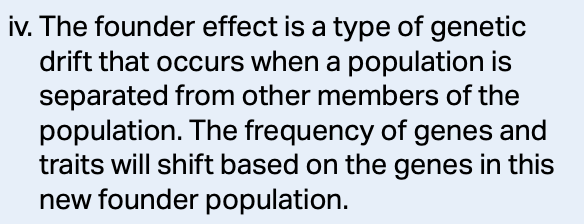 iv. The founder effect is a type of genetic
drift that occurs when a population is
separated from other members of the
population. The frequency of genes and
traits will shift based on the genes in this
new founder population.